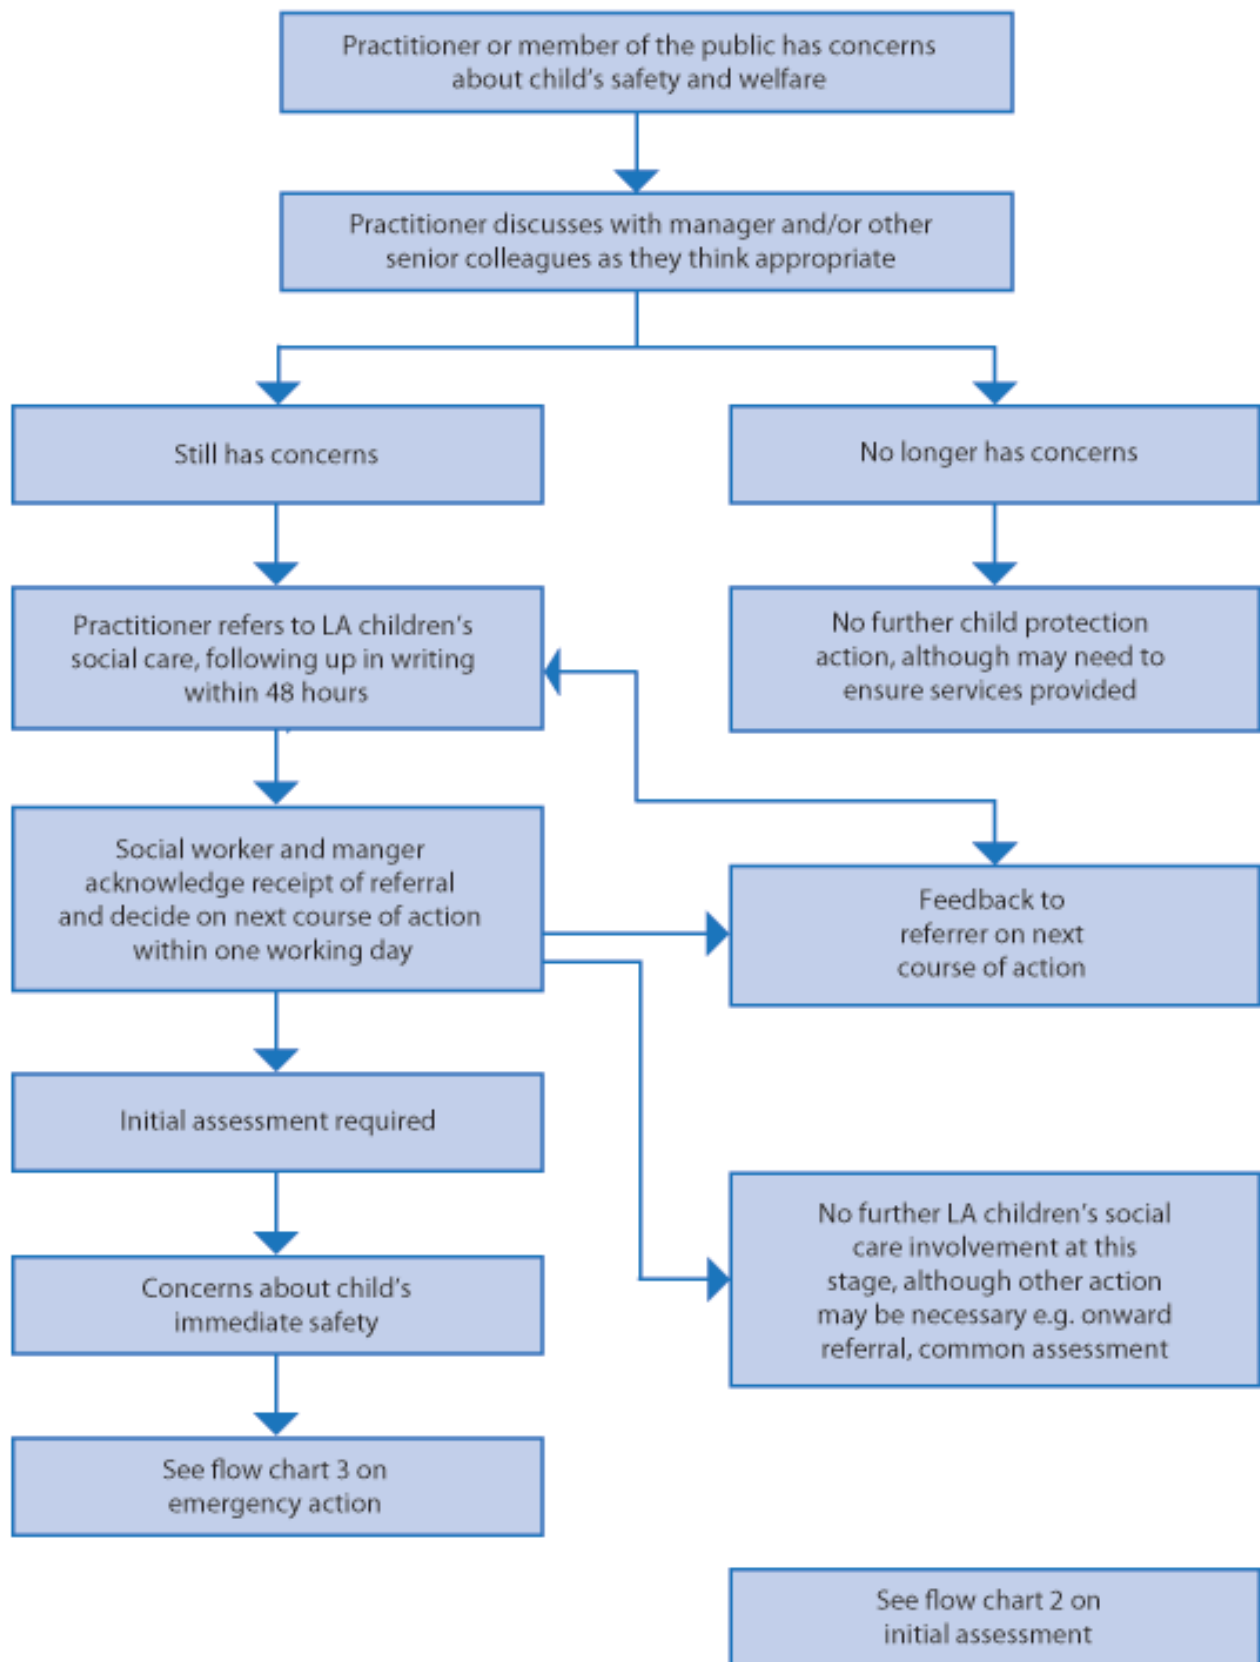 Practitioner or member of the public has concerns
about child's safety and welfare
Practitioner discusses with manager and/or other
senior colleagues as they think appropriate
Still has concerns
No longer has concerns
Practitioner refers to LA children's
social care, following up in writing
within 48 hours
No further child protection
action, although may need to
ensure services provided
Social worker and manger
acknowledge receipt of referral
and decide on next course of action
within one working day
Feedback to
referrer on next
course of action
Initial assessment required
No further LA children's social
care involvement at this
stage, although other action
may be necessary e.g. onward
referral, common assessment
Concerns about child's
immediate safety
See flow chart 3 on
emergency action
See flow chart 2 on
initial assessment